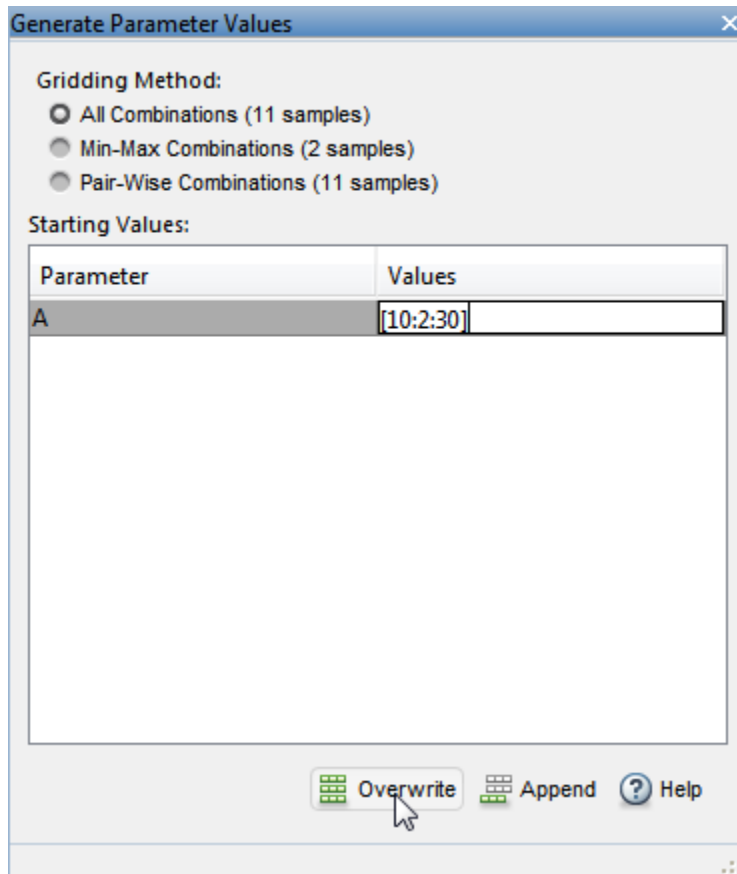 Generate Parameter Values
Gridding Method:
All Combinations (11 samples)
Min-Max Combinations (2 samples)
Pair-Wise Combinations (11 samples)
Starting Values:
Parameter Values
A [10:2:30]
Overwrite Append Help